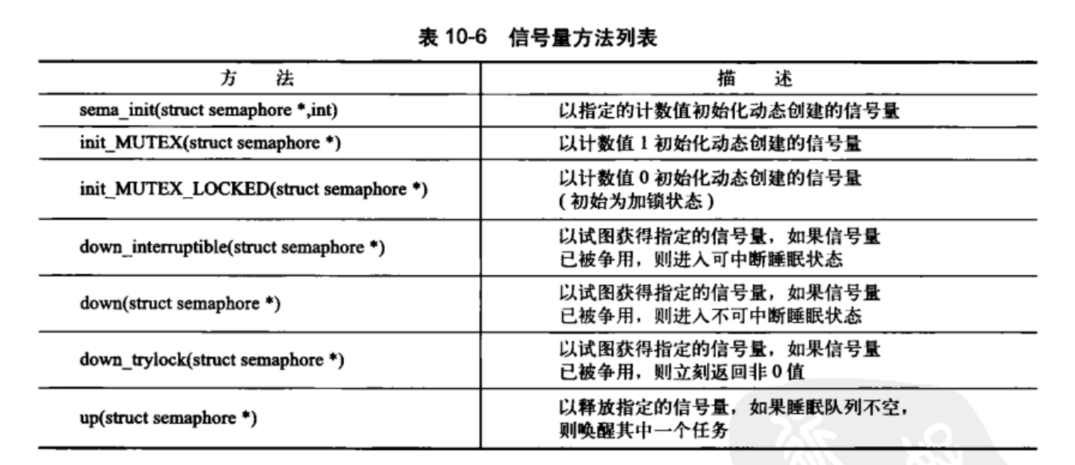 表 10-6 信号量方法列表
方 法 描 述
sema_init(struct semaphore *,int) 以指定的计数值初始化动态创建的信号量
init_MUTEX(struct semaphore *) 以计数值 1 初始化动态创建的信号量
init_MUTEX_LOCKED(struct semaphore *) 以计数值 0 初始化动态创建的信号量
(初始为加锁状态)
down_interruptible(struct semaphore *) 以试图获得指定的信号量，如果信号量
已被争用，则进入可中断睡眠状态
down(struct semaphore *) 以试图获得指定的信号量，如果信号量
已被争用，则进入不可中断睡眠状态
down_trylock(struct semaphore *) 以试图获得指定的信号量，如果信号量
已被争用，则立刻返回非 0 值
up(struct semaphore *) 以释放指定的信号量，如果睡眠队列不空，
则唤醒其中一个任务